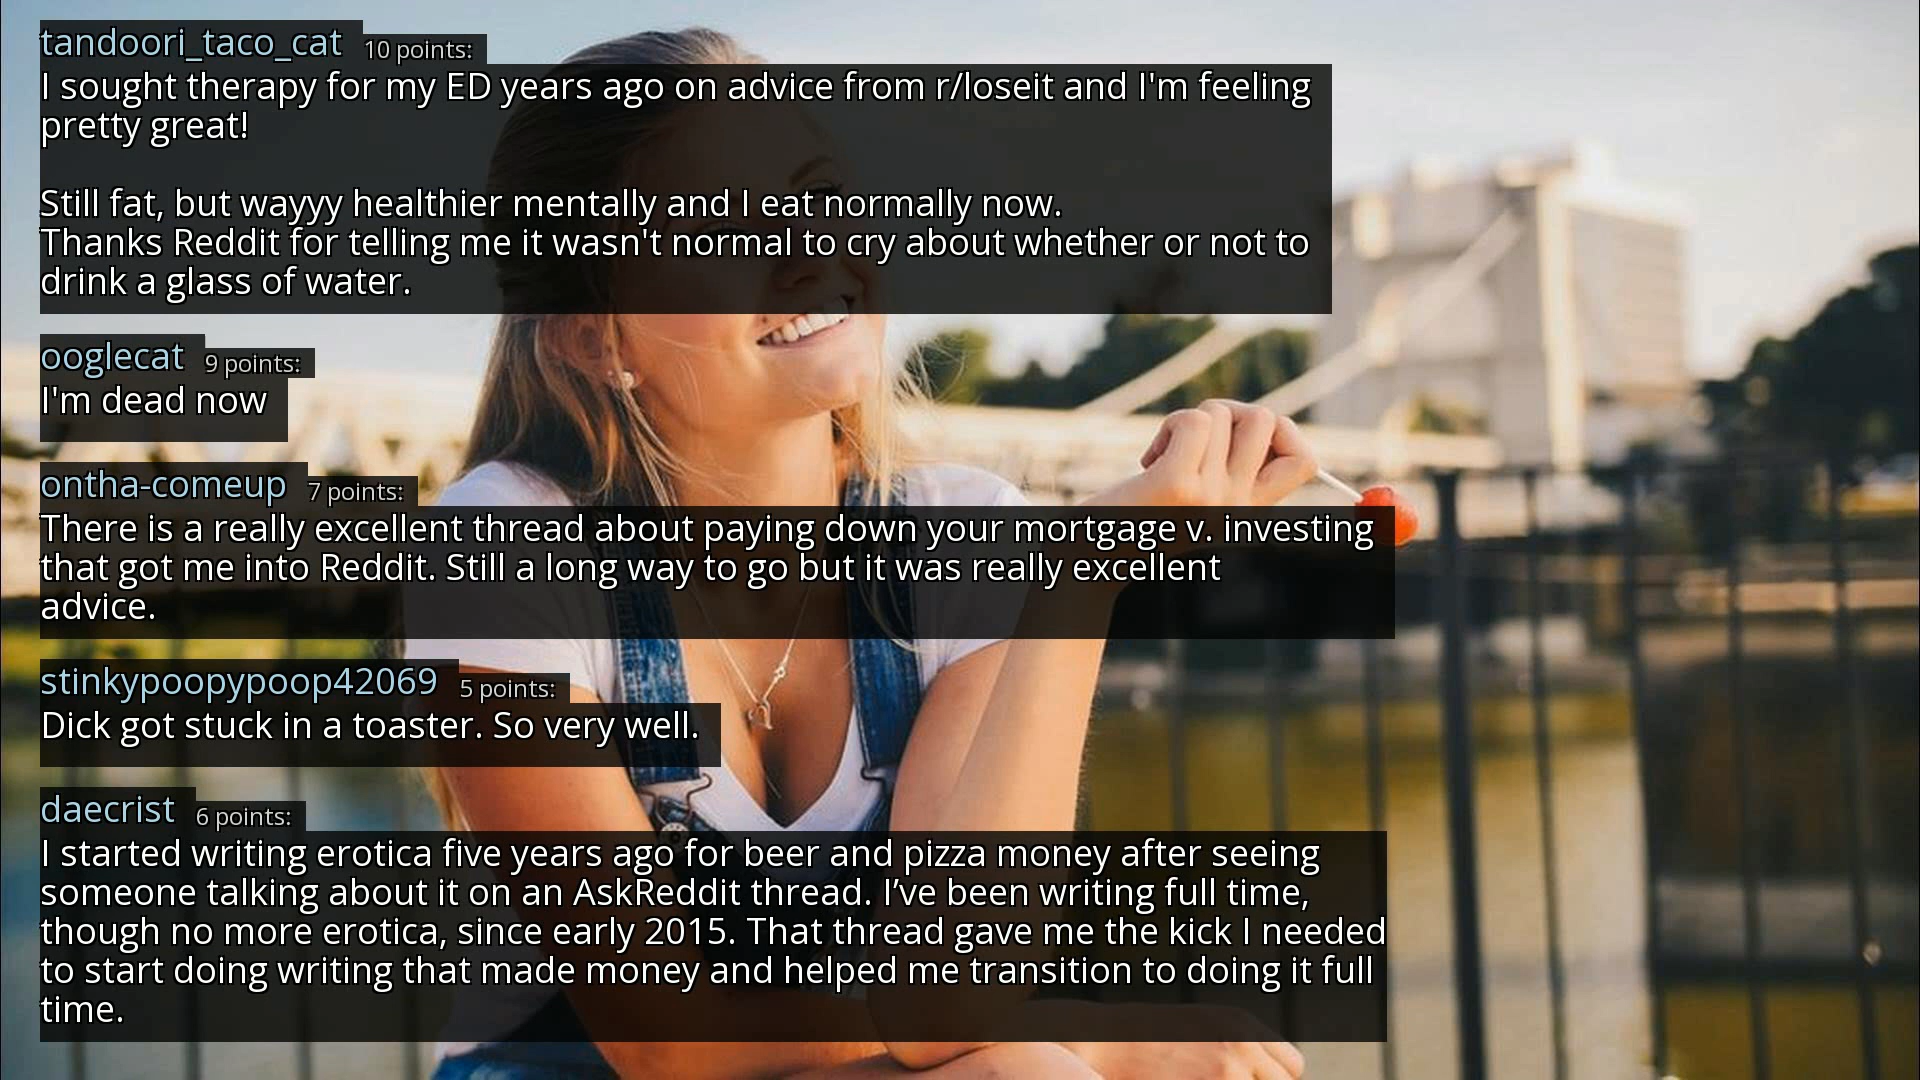 tandoori_taco_cat 10 points:
I sought therapy for my ED years ago on advice from r/loseit and I'm feeling
pretty great!
Still fat, but wayyy healthier mentally and I eat normally now.
Thanks Reddit for telling me it wasn't normal to cry about whether or not to
drink a glass of water.
ooglecat 9 points:
I'm dead now
ontha-comeup 7 points:
There is a really excellent thread about paying down your mortgage v. investing
that got me into Reddit. Still a long way to go but it was really excellent
advice.
stinkypoopypoop42069 5 points:
Dick got stuck in a toaster. So very well.
daecrist 6 points:
I started writing erotica five years ago for beer and pizza money after seeing
someone talking about it on an AskReddit thread. I’ve been writing full time,
though no more erotica, since early 2015. That thread gave me the kick I needed
to start doing writing that made money and helped me transition to doing it full
time.